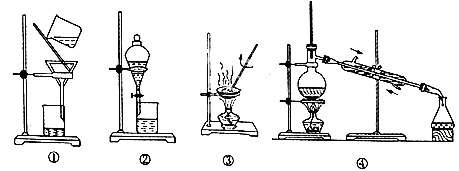 ① ② ③ ④